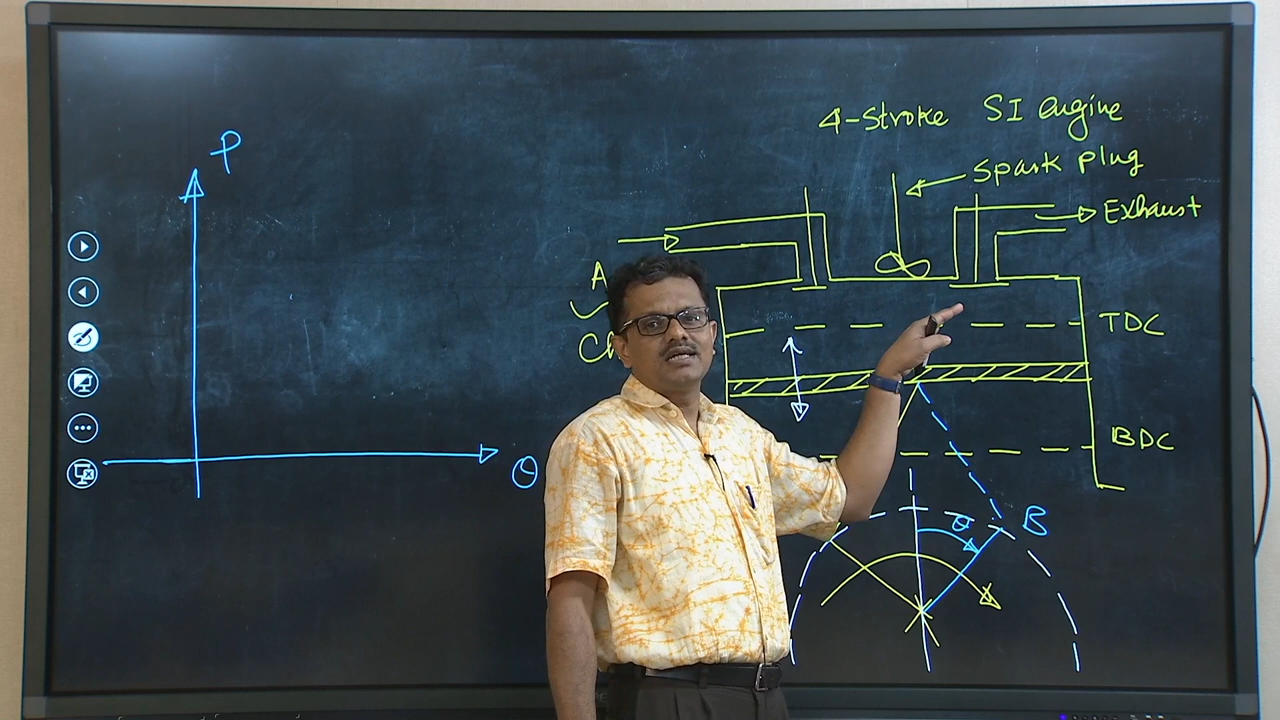 P
θ
4-Stroke SI engine
Spark plug
Exhaust
A
TDC
BDC
θ
B